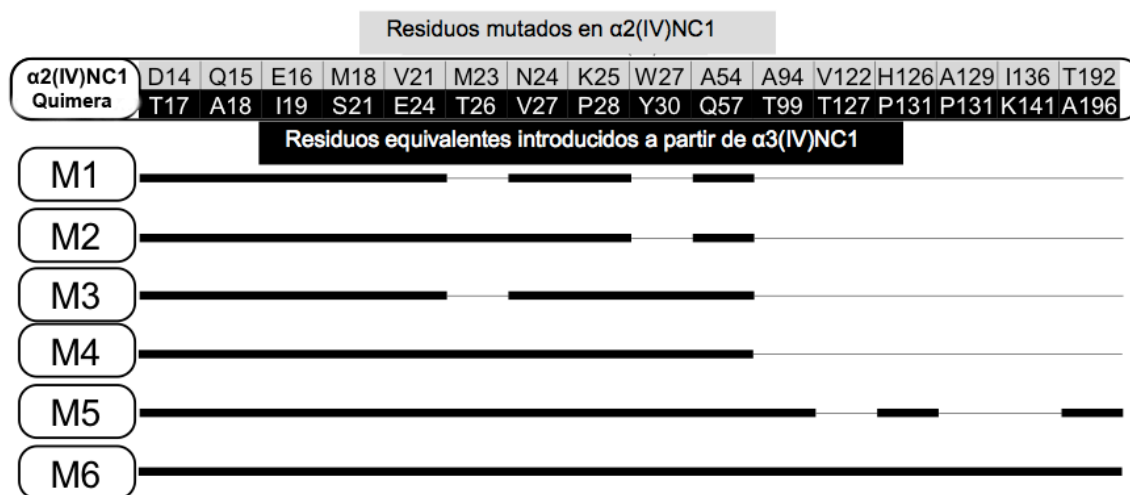 Residuos mutados en α2(IV)NC1
α2(IV)NC1
Quimera
D14 Q15 E16 M18 V21 M23 N24 K25 W27 A54 A94 V122 H126 A129 I136 T192
T17 A18 I19 S21 E24 T26 V27 P28 Y30 Q57 T99 T127 P131 P131 K141 A196
Residuos equivalentes introducidos a partir de α3(IV)NC1
M1
M2
M3
M4
M5
M6